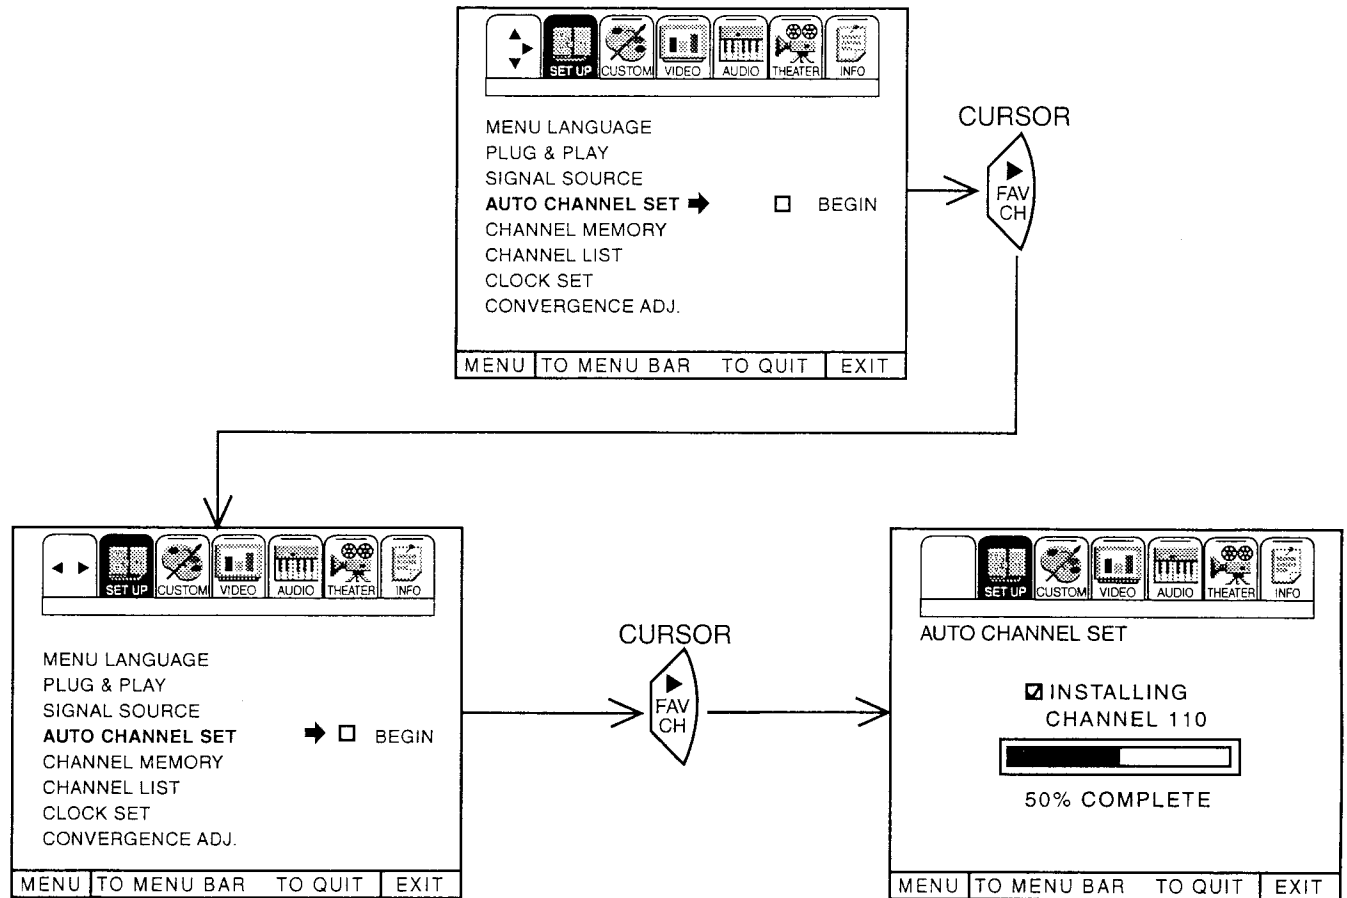 SET UP CUSTOM VIDEO AUDIO THEATER INFO
MENU LANGUAGE
PLUG & PLAY
SIGNAL SOURCE
AUTO CHANNEL SET BEGIN
CHANNEL MEMORY
CHANNEL LIST
CLOCK SET
CONVERGENCE ADJ.
MENU TO MENU BAR TO QUIT EXIT
CURSOR
FAV
CH
SET UP CUSTOM VIDEO AUDIO THEATER INFO
MENU LANGUAGE
PLUG & PLAY
SIGNAL SOURCE
AUTO CHANNEL SET BEGIN
CHANNEL MEMORY
CHANNEL LIST
CLOCK SET
CONVERGENCE ADJ.
MENU TO MENU BAR TO QUIT EXIT
CURSOR
FAV
CH
SET UP CUSTOM VIDEO AUDIO THEATER INFO
AUTO CHANNEL SET
INSTALLING
CHANNEL 110
50% COMPLETE
MENU TO MENU BAR TO QUIT EXIT